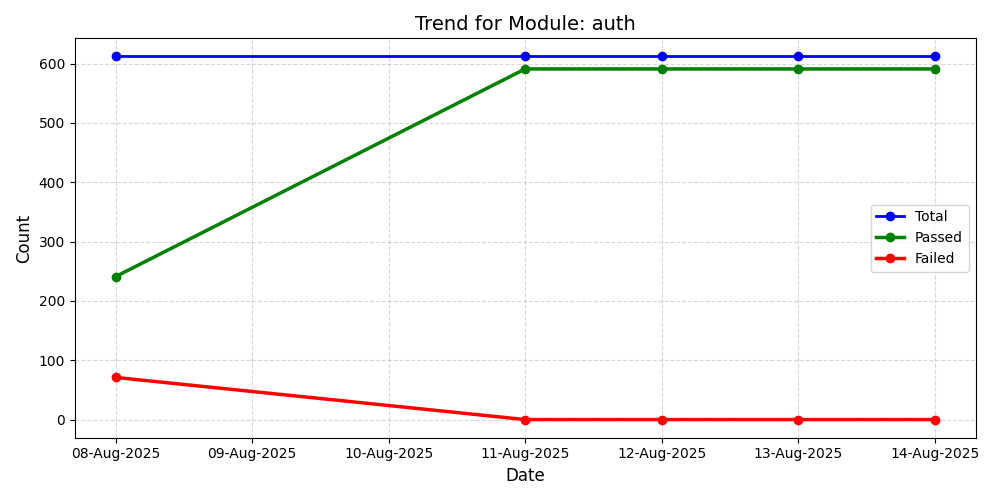 Trend for Module: auth
600
500
400
300
200
100
0
Count
Total
Passed
Failed
08-Aug-2025 09-Aug-2025 10-Aug-2025 11-Aug-2025 12-Aug-2025 13-Aug-2025 14-Aug-2025
Date